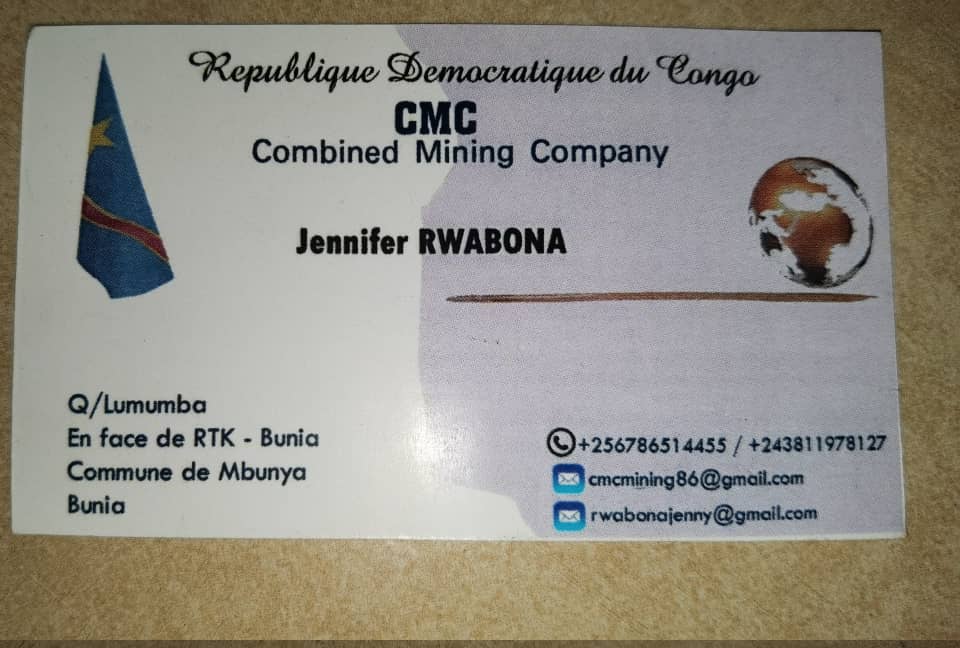 Republique Democratique du Congo
CMC
Combined Mining Company
Jennifer RWABONA
Q/Lumumba
En face de RTK - Bunia
Commune de Mbunya
Bunia
+256786514455 / +243811978127
cmcmining86@gmail.com
rwabonajenny@gmail.com